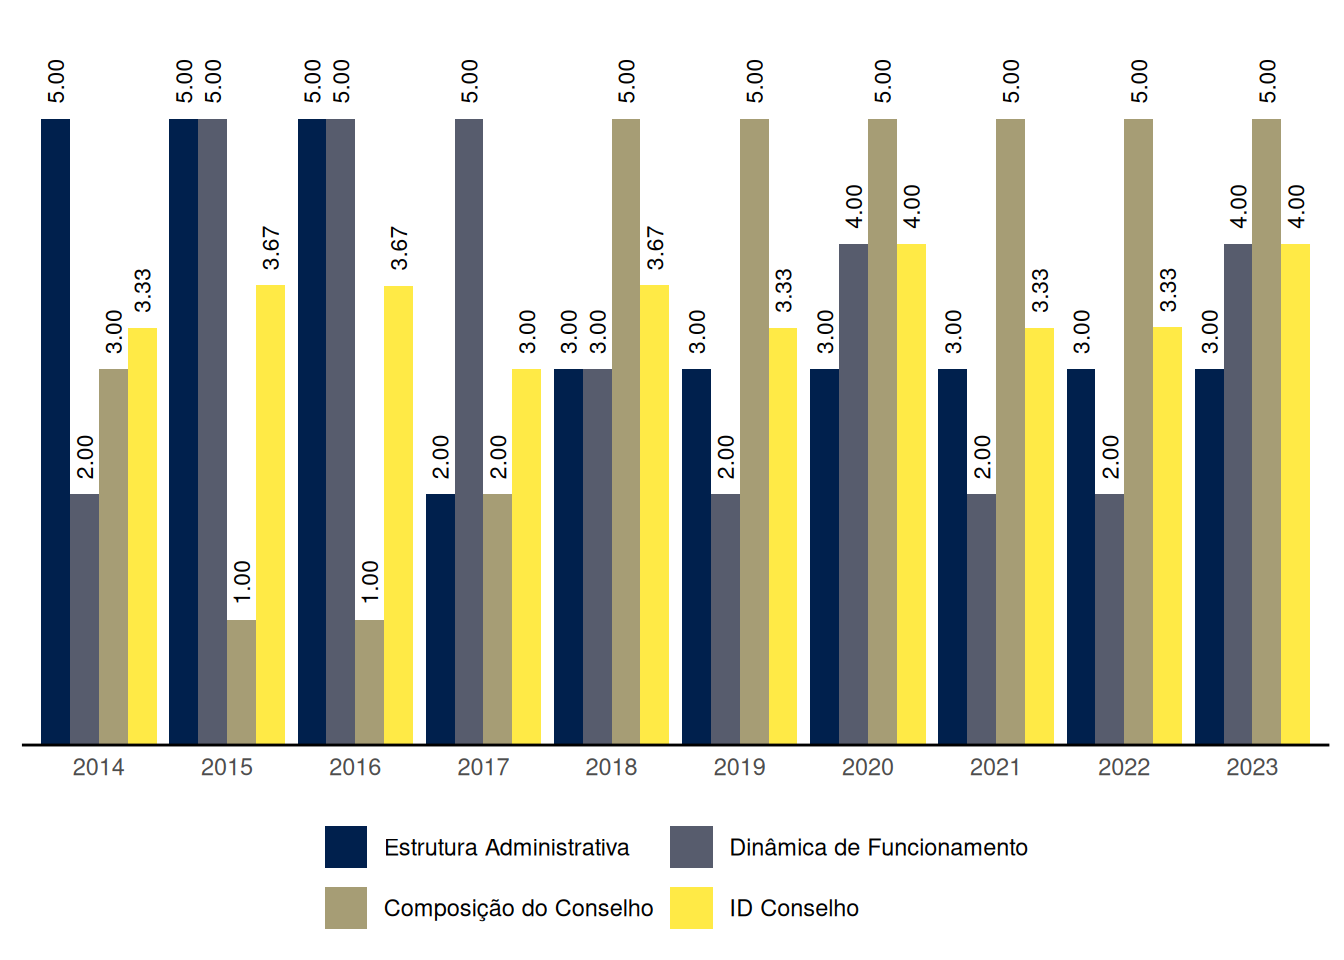 5.00 2.00 3.00 3.33 5.00 5.00 1.00 3.67 5.00 5.00 1.00 3.67 2.00 5.00 2.00 3.00 3.00 3.00 5.00 3.67 3.00 2.00 5.00 3.33 3.00 4.00 5.00 4.00 3.00 2.00 5.00 3.33 3.00 2.00 5.00 3.33 3.00 4.00 5.00 4.00
2014 2015 2016 2017 2018 2019 2020 2021 2022 2023
Estrutura Administrativa Dinâmica de Funcionamento
Composição do Conselho ID Conselho